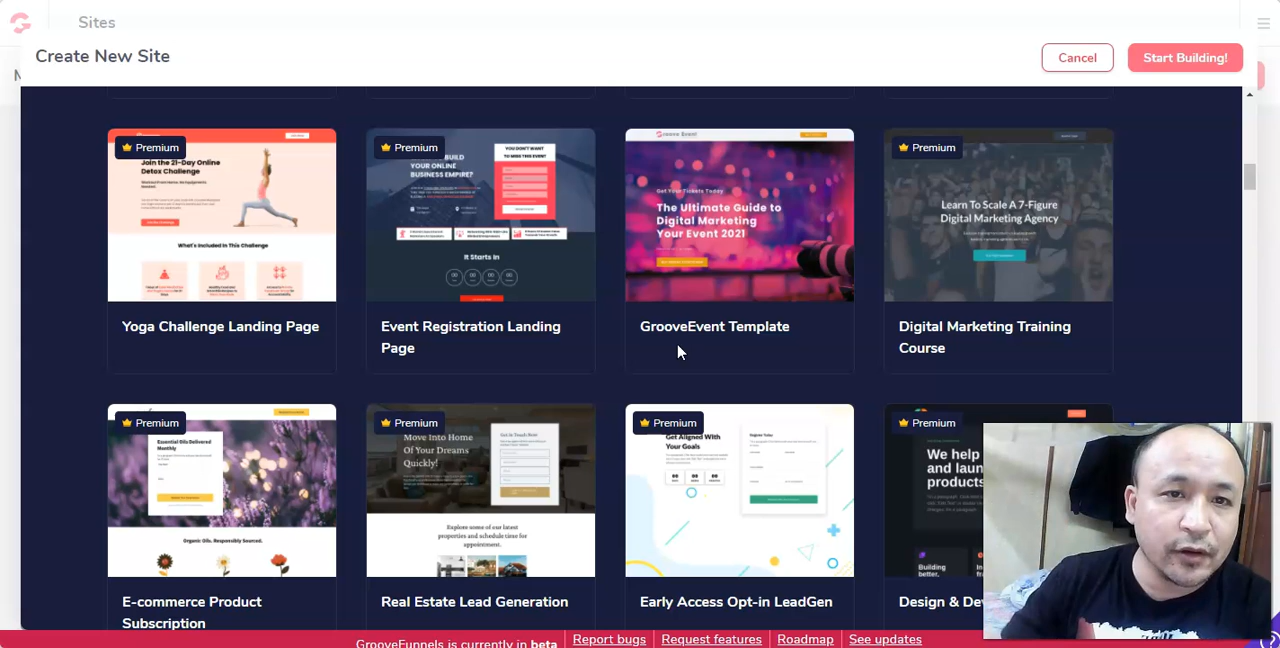 Sites
Create New Site
Cancel
Start Building!
Premium
Join the 21-Day Online
Detox Challenge
What's Included In This Challenge
Yoga Challenge Landing Page
Premium
BUILD
YOUR ONLINE
BUSINESS EMPIRE?
YOU DON'T WANT
TO MISS THIS EVENT
It Starts In
Event Registration Landing
Page
Groove Event
Get Your Tickets Today
The Ultimate Guide to
Digital Marketing
Your Event 2021
GrooveEvent Template
Premium
Learn To Scale A 7-Figure
Digital Marketing Agency
Digital Marketing Training
Course
Premium
Essential Oils Delivered
Monthly
Organic Oils. Responsibly Sourced.
E-commerce Product
Subscription
Premium
Move Into Home
Of Your Dreams
Quickly!
Get In Touch Now!
Explore some of our latest
properties and schedule time for
appointment.
Real Estate Lead Generation
Premium
Get Aligned With
Your Goals
Register Today
Early Access Opt-in LeadGen
Premium
We help
and laun
products
Building
better,
Design & De
GrooveFunnels is currently in beta
Report bugs
Request features
Roadmap
See updates